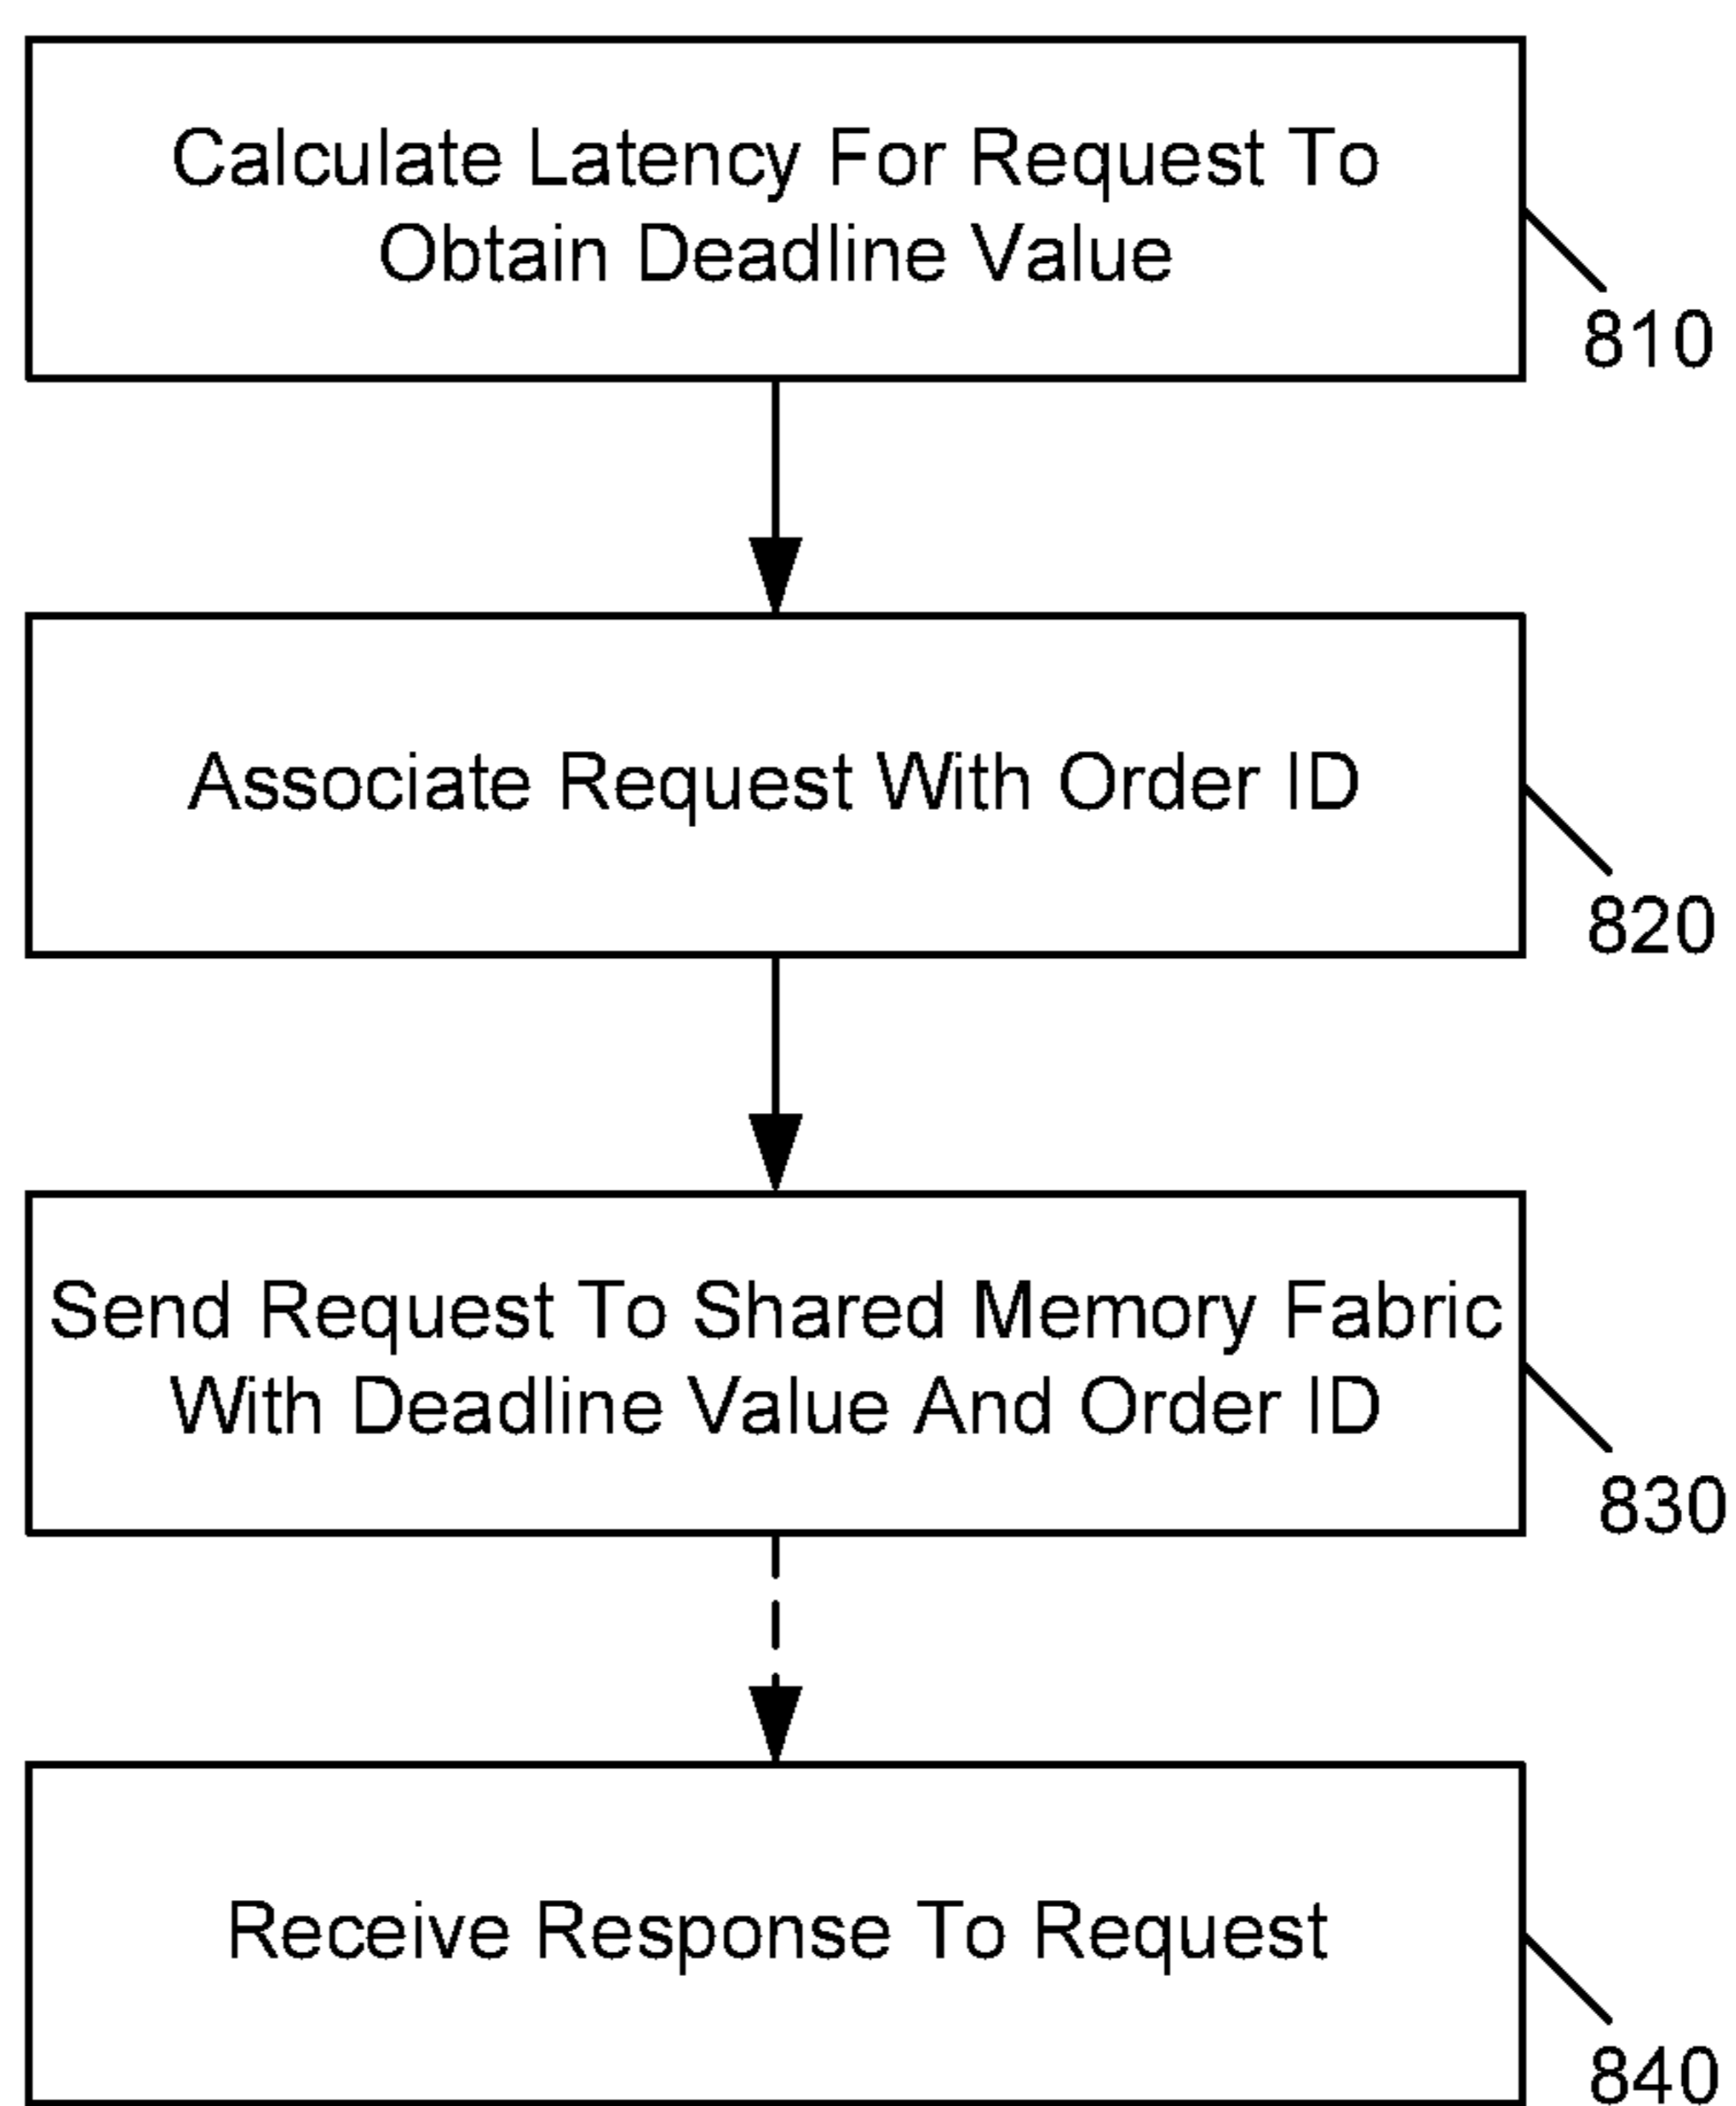 Calculate Latency For Request To
Obtain Deadline Value
810
Associate Request With Order ID
820
Send Request To Shared Memory Fabric
With Deadline Value And Order ID
830
Receive Response To Request
840